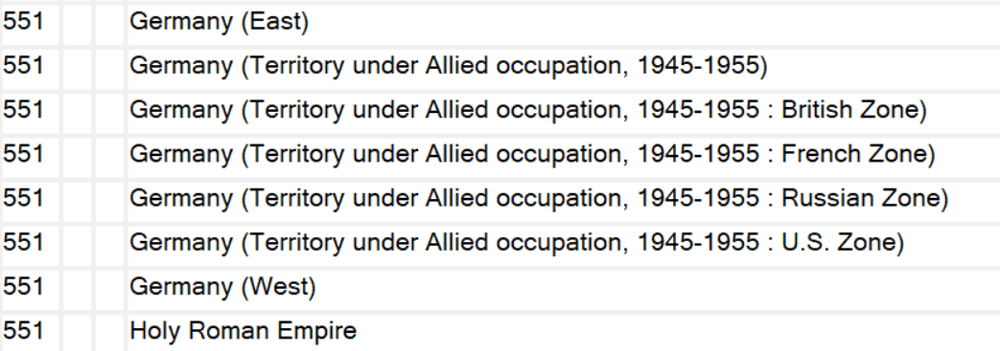 551 Germany (East)
551 Germany (Territory under Allied occupation, 1945-1955)
551 Germany (Territory under Allied occupation, 1945-1955 : British Zone)
551 Germany (Territory under Allied occupation, 1945-1955 : French Zone)
551 Germany (Territory under Allied occupation, 1945-1955 : Russian Zone)
551 Germany (Territory under Allied occupation, 1945-1955 : U.S. Zone)
551 Germany (West)
551 Holy Roman Empire